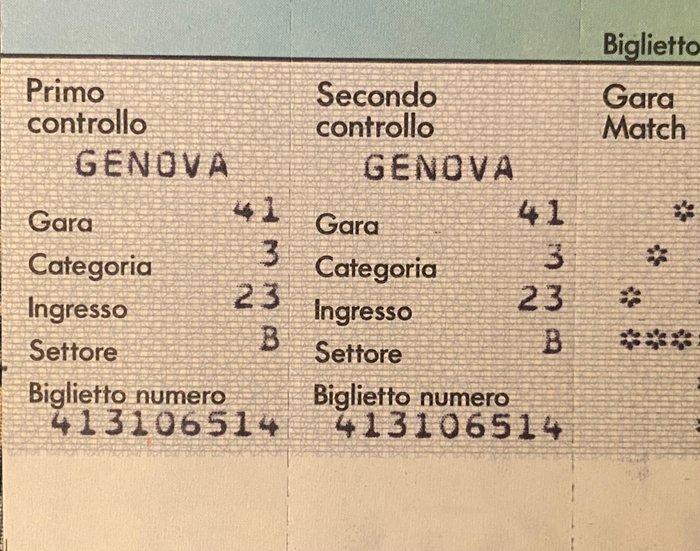 Biglietto
Primo
controllo
GENOVA
Gara 41
Categoria 3
Ingresso 23
Settore B
Biglietto numero
413106514
Secondo
controllo
GENOVA
Gara 41
Categoria 3
Ingresso 23
Settore B
Biglietto numero
413106514
Gara
Match
*
*
*
***